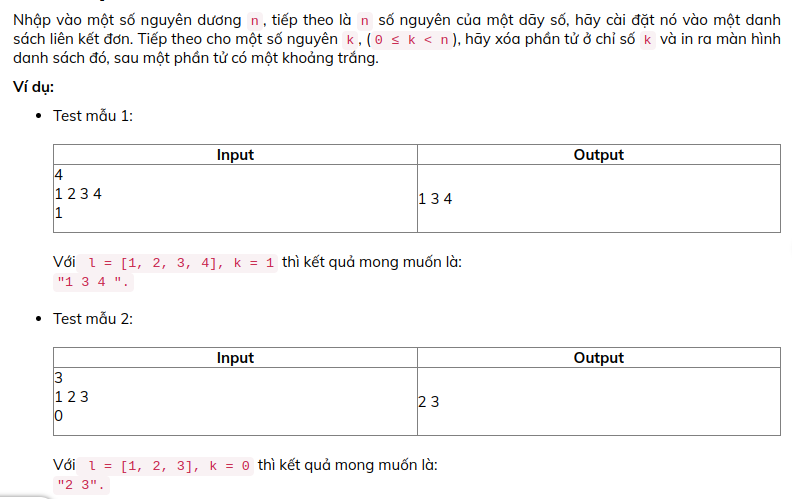 Nhập vào một số nguyên dương n, tiếp theo là n số nguyên của một dãy số, hãy cài đặt nó vào một danh
sách liên kết đơn. Tiếp theo cho một số nguyên k, (0 ≤ k < n), hãy xóa phần tử ở chỉ số k và in ra màn hình
danh sách đó, sau một phần tử có một khoảng trắng.
Ví dụ:
• Test mẫu 1:
Input Output
4
1 2 3 4
1
1 3 4
Với l = [1, 2, 3, 4], k = 1 thì kết quả mong muốn là:
"1 3 4 ".
• Test mẫu 2:
Input Output
3
1 2 3
0
2 3
Với l = [1, 2, 3], k = 0 thì kết quả mong muốn là:
"2 3".